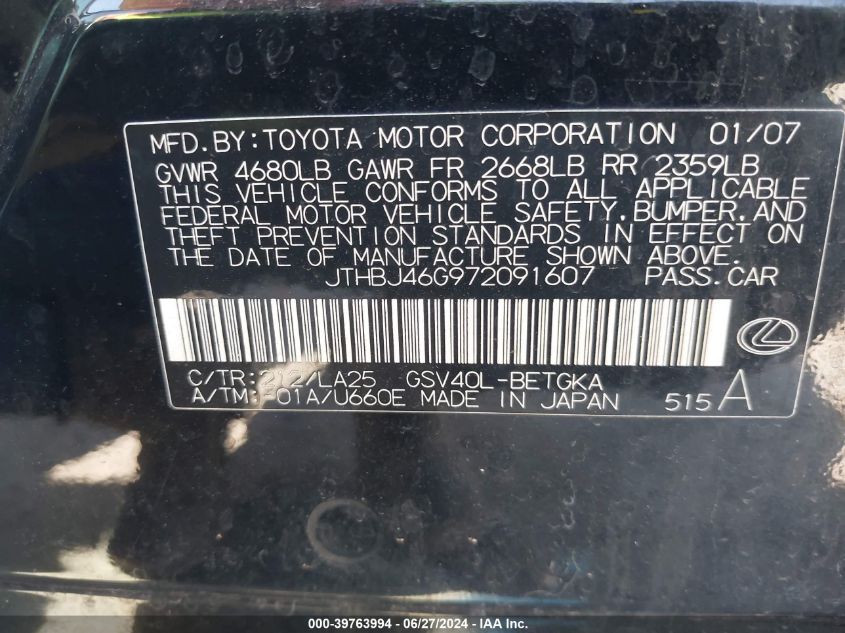 MFD.BY:TOYOTA MOTOR CORPORATION 01/07
GVWR 4680LB GAWR FR 2668LB RR 2359LB
THIS VEHICLE CONFORMS TO ALL APPLICABLE
FEDERAL MOTOR VEHICLE SAFETY,BUMPER,AND
THEFT PREVENTION STANDARDS IN EFFECT ON
THE DATE OF MANUFACTURE SHOWN ABOVE.
JTHBJ46G972091607 PASS.CAR
C/TR:212/LA25 GSV40L-BETGKA
A/TM:-01A/U660E MADE IN JAPAN 515A
000-39763994 - 06/27/2024 - IAA Inc.